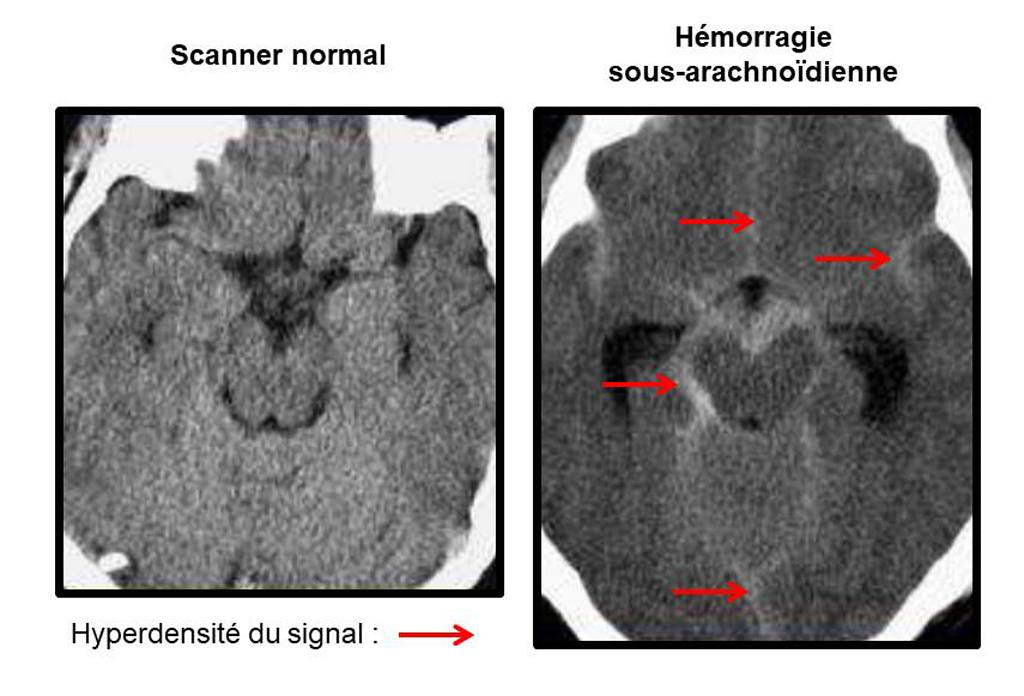 Scanner normal
Hémorragie
sous-arachnoïdienne
Hyperdensité du signal :